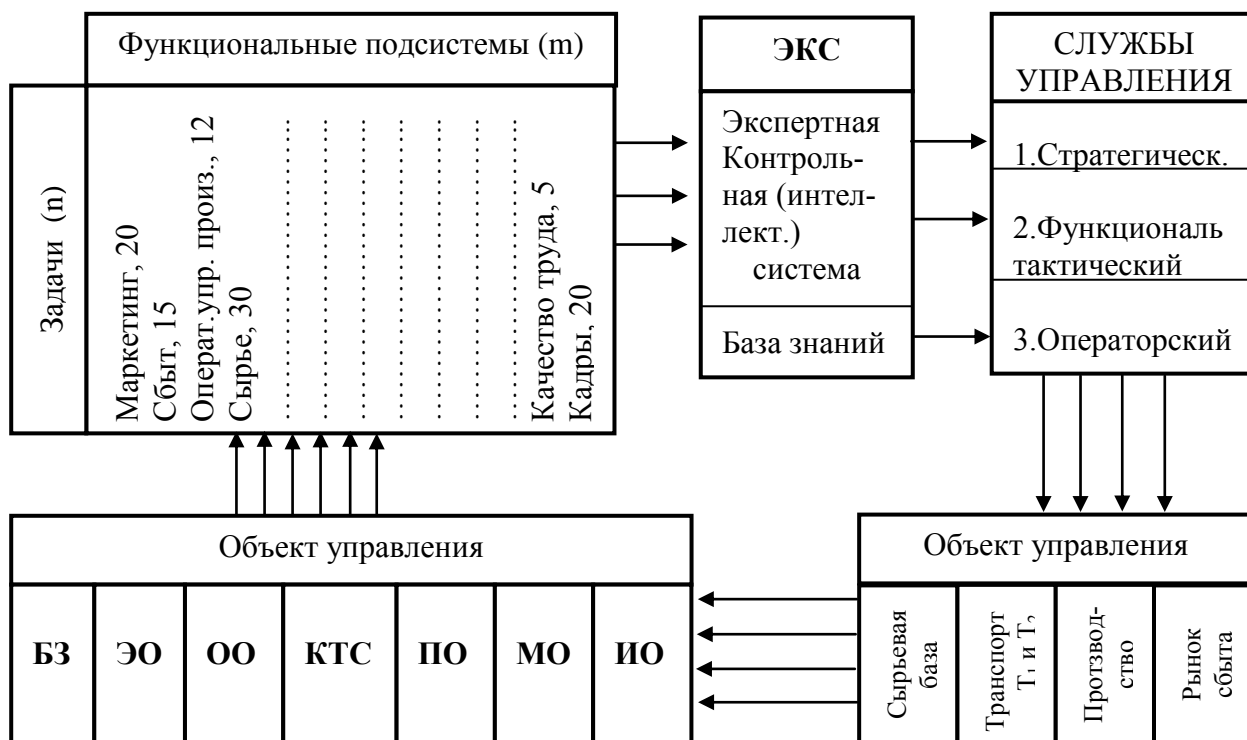 Функциональные подсистемы (m)
Задачи (n)
Маркетинг, 20
Сбыт, 15
Операт.упр. произ., 12
Сырье, 30
Качество труда, 5
Кадры, 20
ЭКС
Экспертная
Контроль-
ная (интел-
лект.)
система
База знаний
СЛУЖБЫ
УПРАВЛЕНИЯ
1.Стратегическ.
2.Функциональ
тактический
3.Операторский
Объект управления
БЗ
ЭО
ОО
КТС
ПО
МО
ИО
Объект управления
Сырьевая
база
Транспорт
Т₁ и Т,
Протзвод-
ство
Рынок
сбыта